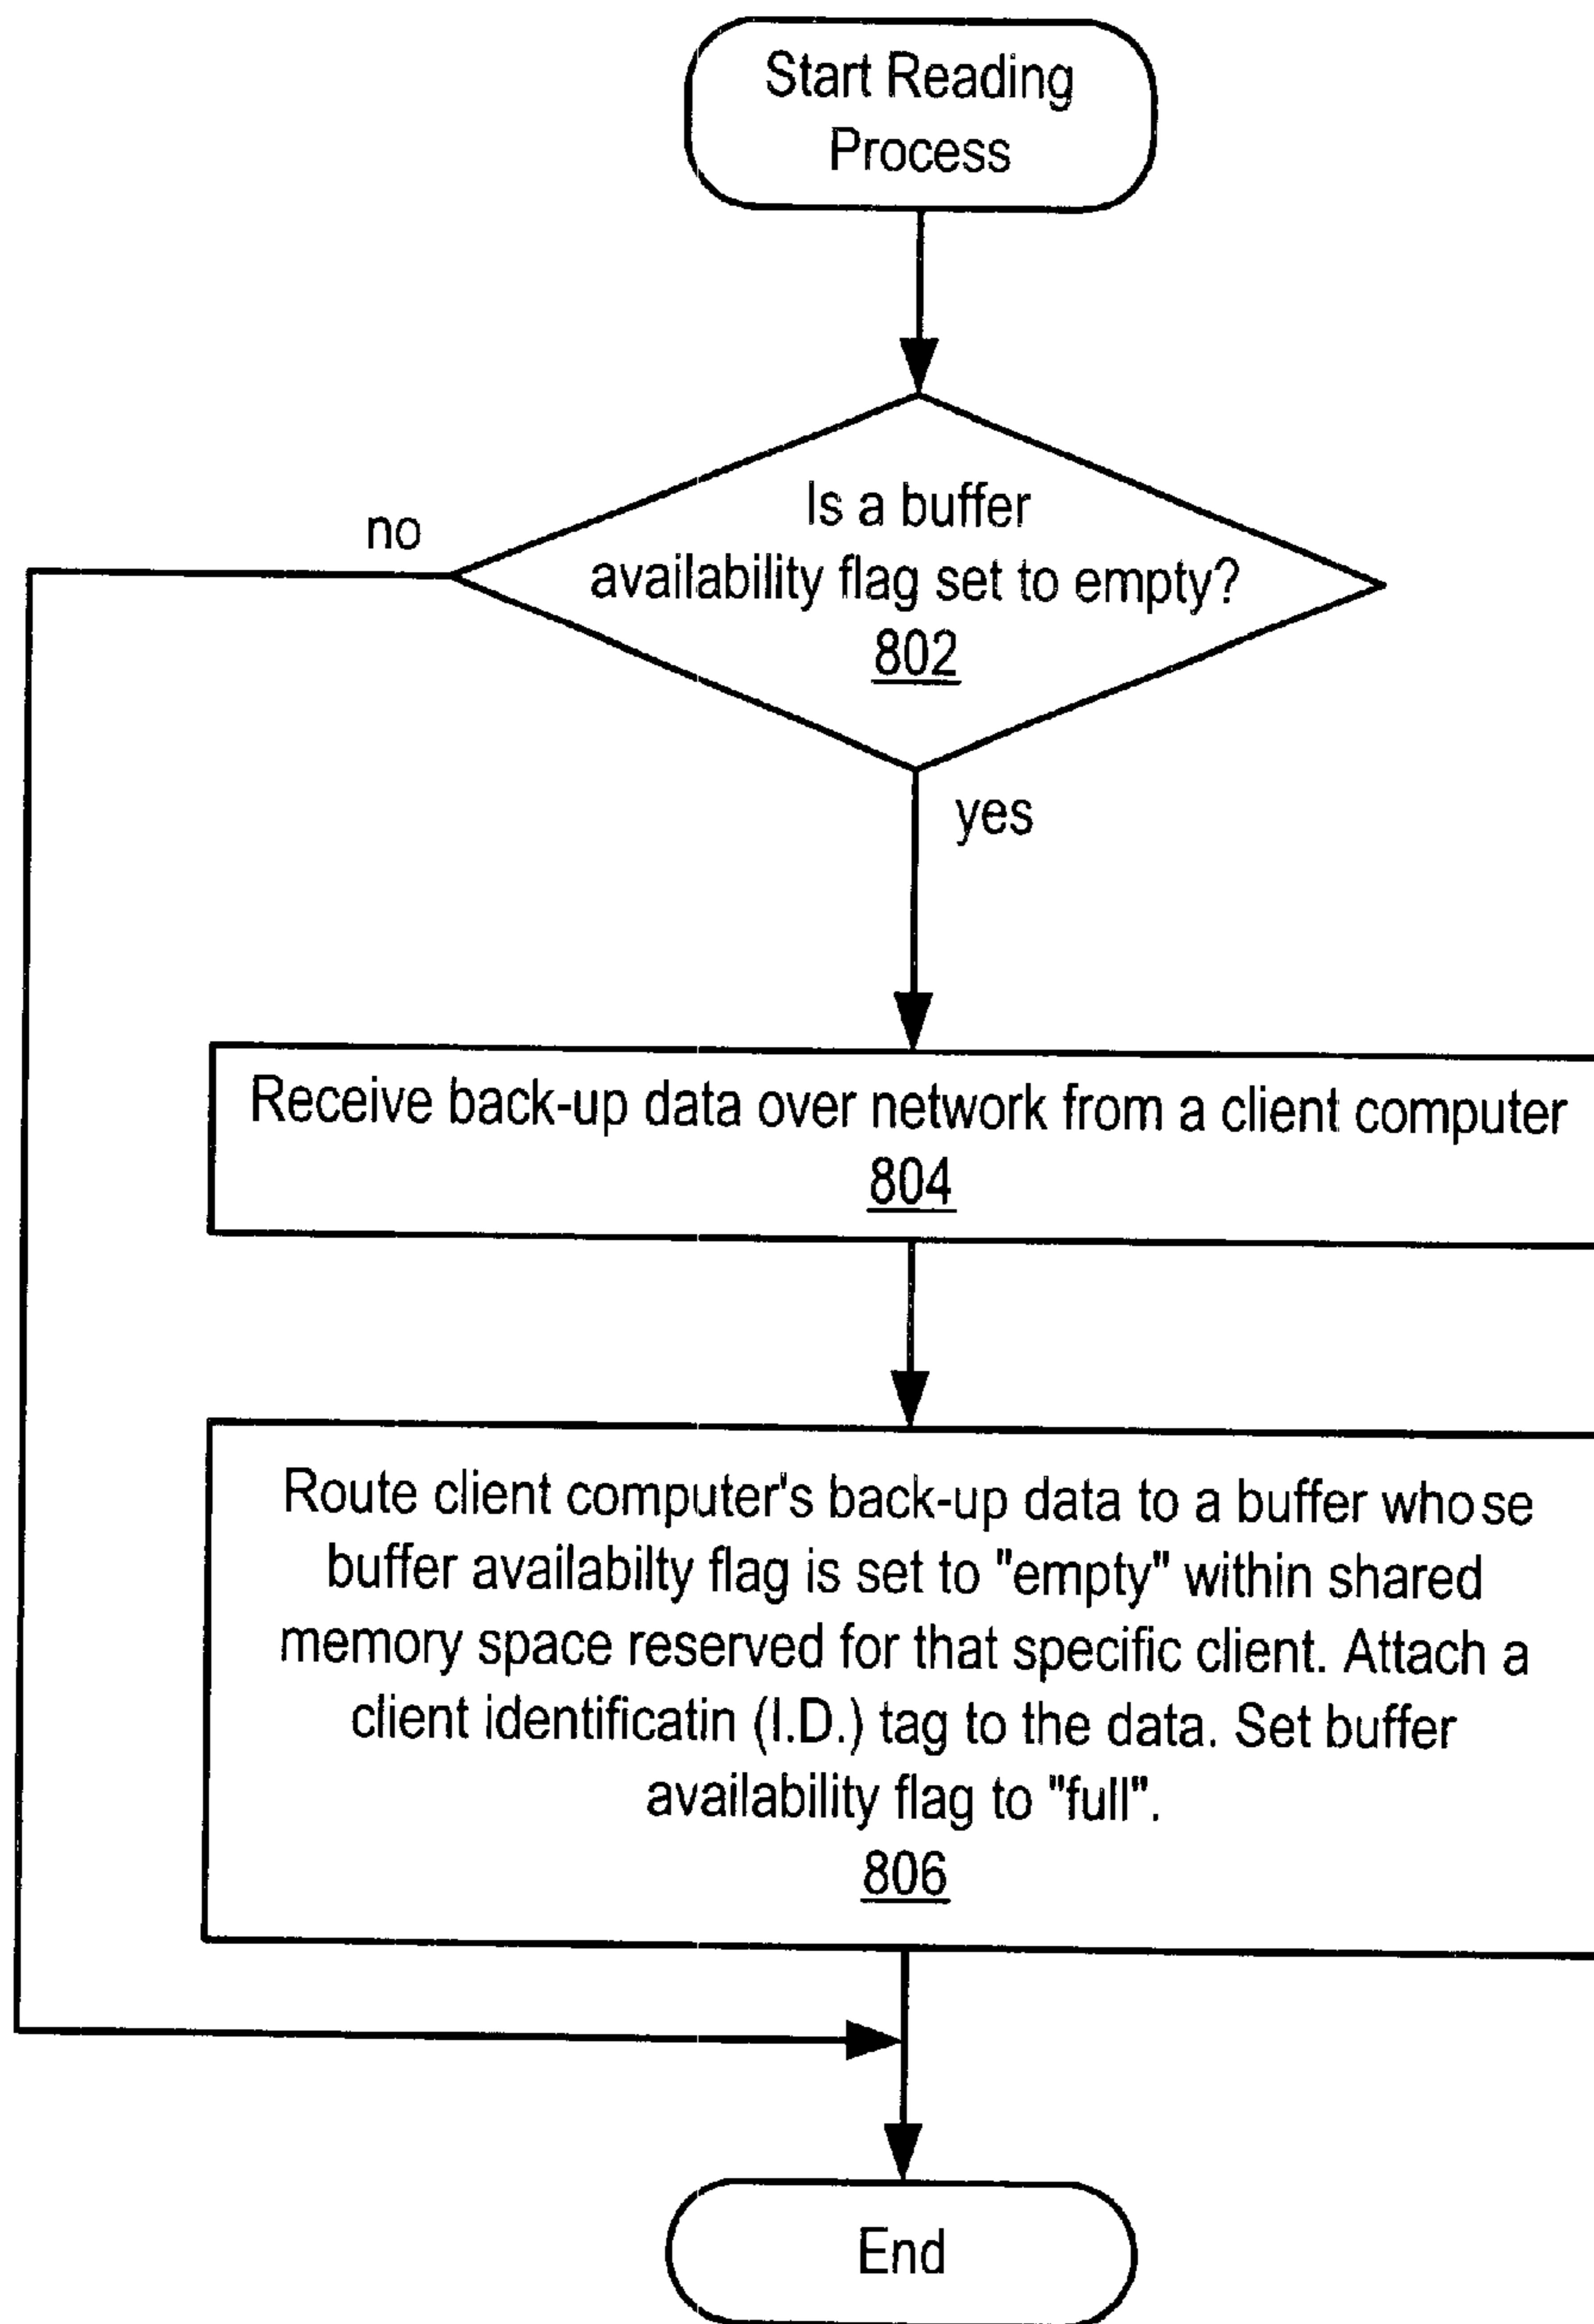 Start Reading
Process
Is a buffer
availability flag set to empty?
802
no
yes
Receive back-up data over network from a client computer
804
Route client computer's back-up data to a buffer whose
buffer availabilty flag is set to "empty" within shared
memory space reserved for that specific client. Attach a
client identificatin (I.D.) tag to the data. Set buffer
availability flag to "full".
806
End